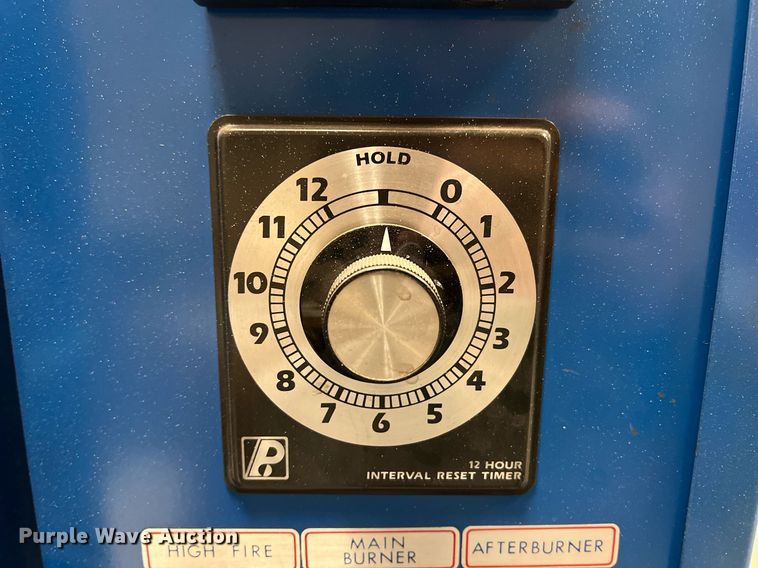 HOLD
12 0
11 1
10 2
9 3
8 4
7 6 5
P
12 HOUR
INTERVAL RESET TIMER
Purple Wave Auction
HIGH FIRE
MAIN
BURNER
AFTERBURNER